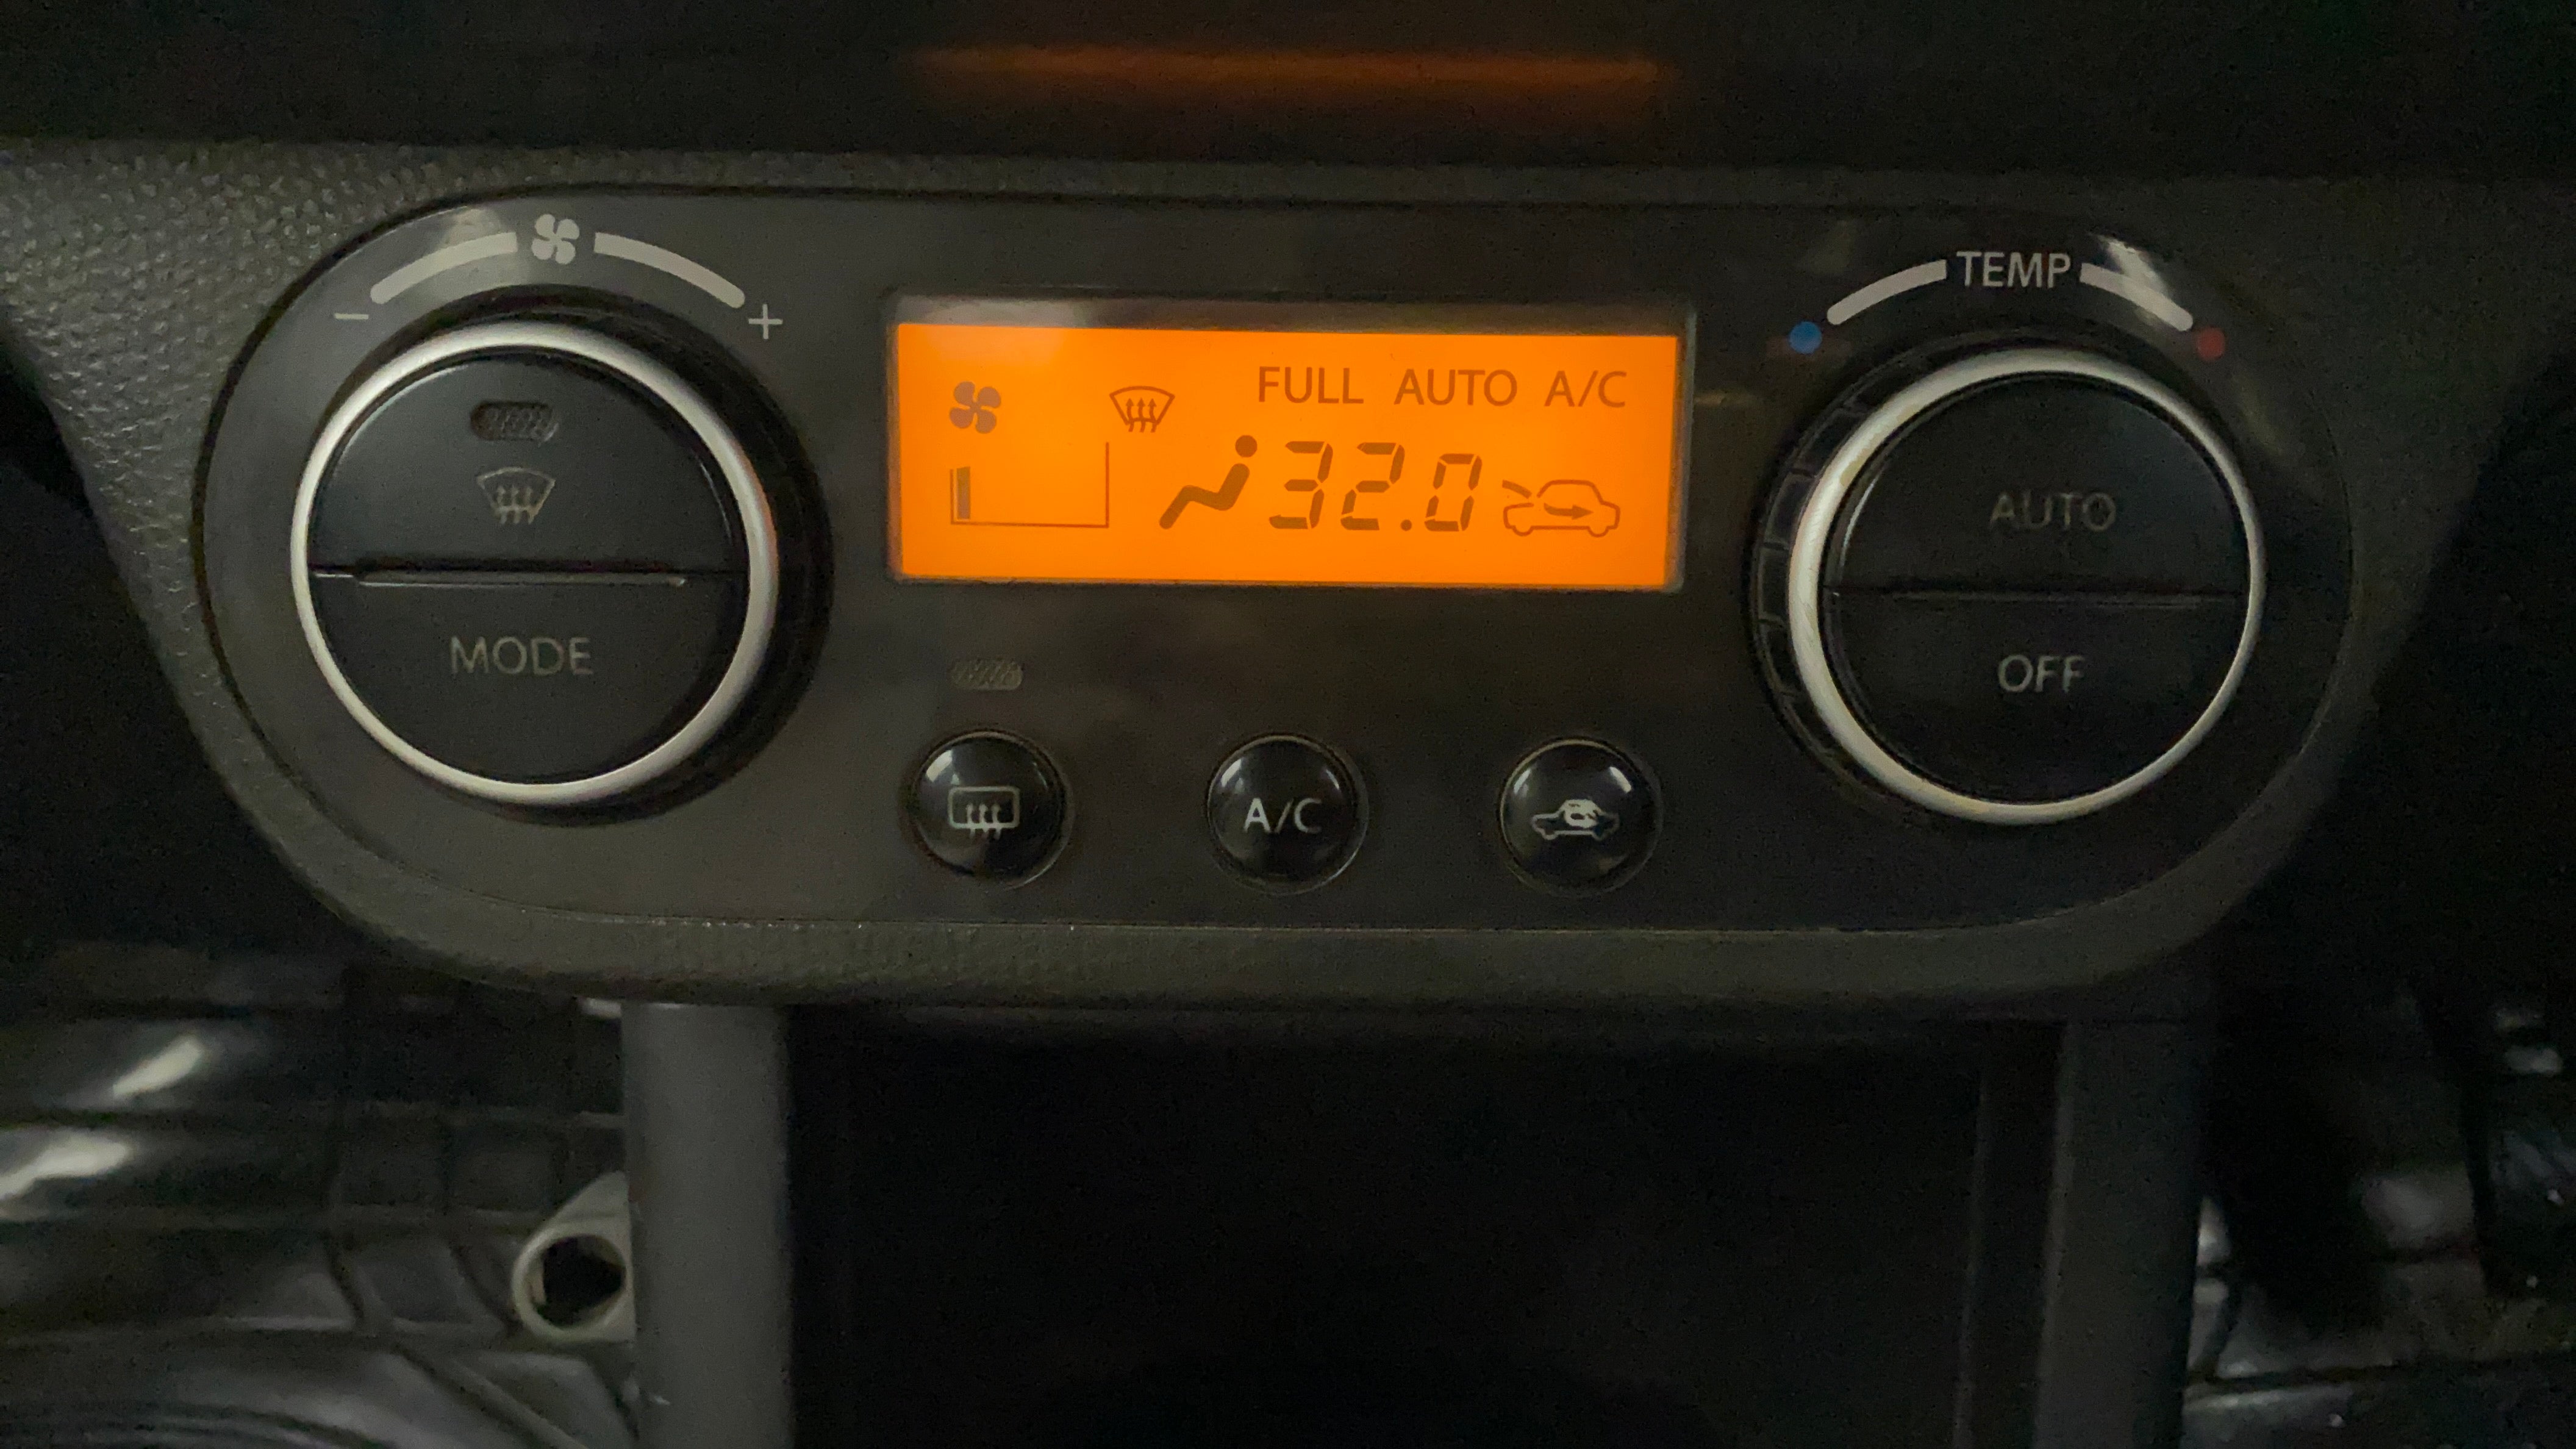 TEMP
FULL AUTO A/C
32.0
AUTO
MODE
OFF
A/C